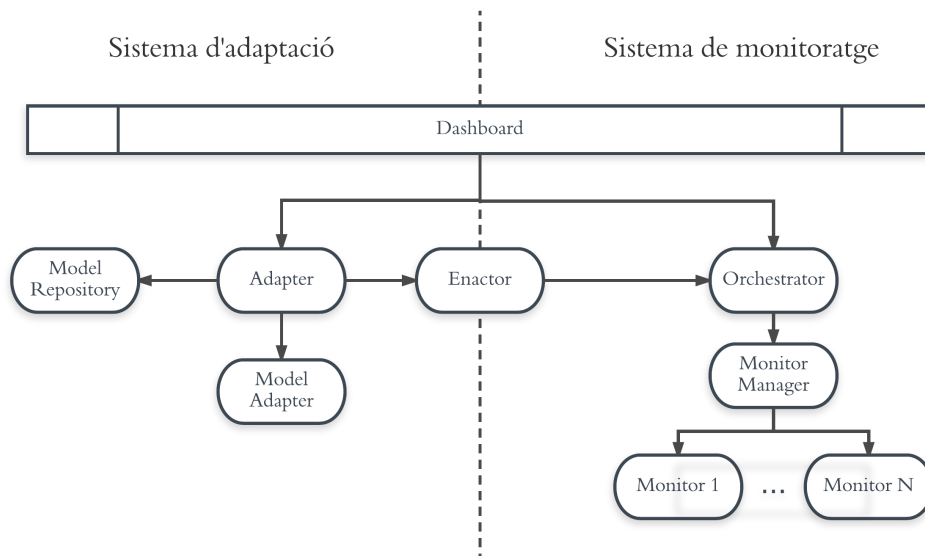 Sistema d'adaptació
Sistema de monitoratge
Dashboard
Model
Repository
Adapter
Enactor
Orchestrator
Model
Adapter
Monitor
Manager
Monitor 1
...
Monitor N